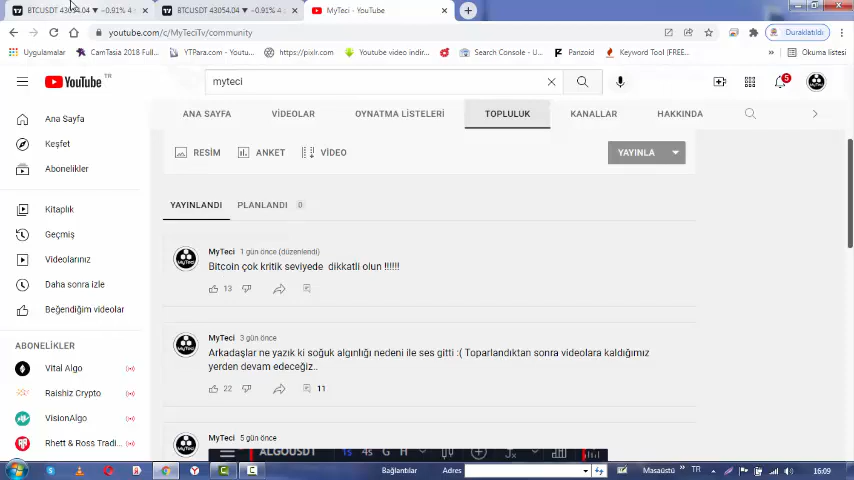 BTCUSDT 43054.04 ▼ −0.91% 4
BTCUSDT 43054.04 ▼ −0.91% 4
MyTeci - YouTube
youtube.com/c/MyTeciTv/community
Duraklatıldı
Uygulamalar
CamTasia 2018 Full...
YTPara.com - Youtu...
https://pixlr.com
Youtube video indir...
Search Console - U...
Panzoid
Keyword Tool (FREE...
»
Okuma listesi
YouTube TR
myteci
5
ANA SAYFA
VİDEOLAR
OYNATMA LİSTELERİ
TOPLULUK
KANALLAR
HAKKINDA
Ana Sayfa
Keşfet
Abonelikler
Kitaplık
Geçmiş
Videolarınız
Daha sonra izle
Beğendiğim videolar
ABONELİKLER
Vital Algo
Raishiz Crypto
VisionAlgo
Rhett & Ross Tradi...
RESİM
ANKET
VİDEO
YAYINLA
YAYINLANDI
PLANLANDI 0
MyTeci 1 gün önce (düzenlendi)
Bitcoin çok kritik seviyede dikkatli olun !!!!!!
13
MyTeci 3 gün önce
Arkadaşlar ne yazık ki soğuk algınlığı nedeni ile ses gitti :( Toparlandıktan sonra videolara kaldığımız
yerden devam edeceğiz..
22
11
MyTeci 5 gün önce
ALGOUSDT 1s 4s G H
Bağlantılar
Adres
Masaüstü »
TR
16:09